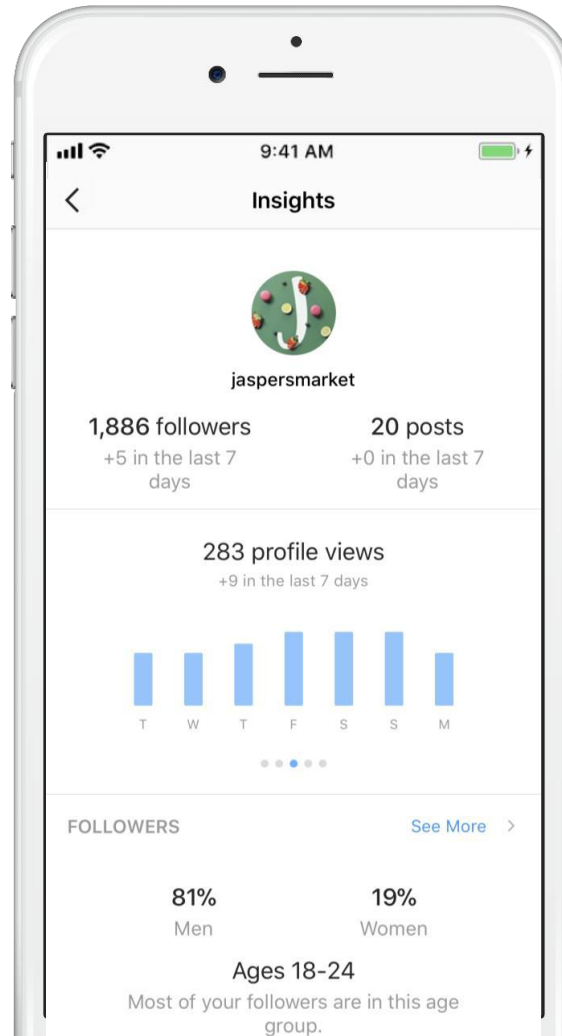 9:41 AM
Insights
jaspersmarket
1,886 followers
+5 in the last 7
days
20 posts
+0 in the last 7
days
283 profile views
+9 in the last 7 days
T W T F S S M
FOLLOWERS See More
81%
Men
19%
Women
Ages 18-24
Most of your followers are in this age
group.